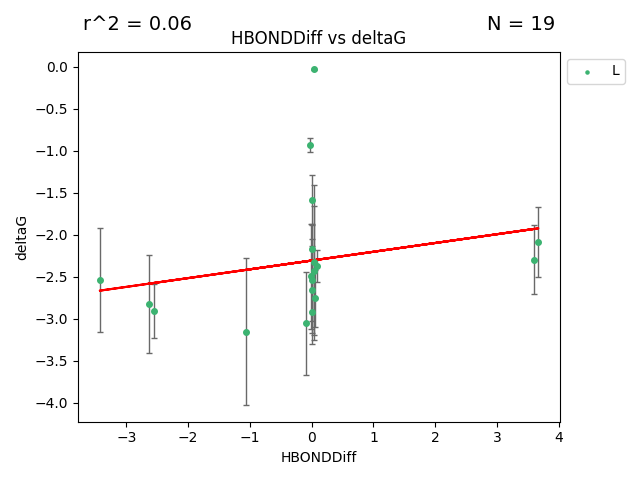 r^2 = 0.06
N = 19
HBONDDiff vs deltaG
L
0.0
−0.5
−1.0
−1.5
−2.0
−2.5
−3.0
−3.5
−4.0
deltaG
−3
−2
−1
0
1
2
3
4
HBONDDiff